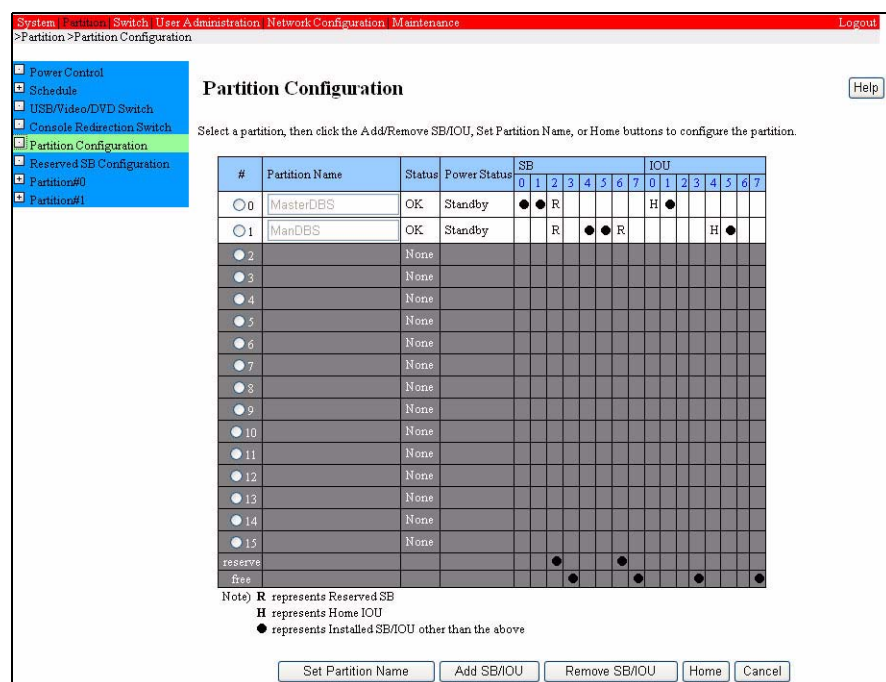 System | Partition | Switch | User Administration | Network Configuration | Maintenance Logout
>Partition >Partition Configuration
Power Control
Schedule
USB/Video/DVD Switch
Console Redirection Switch
Partition Configuration
Reserved SB Configuration
Partition#0
Partition#1
Partition Configuration
Help
Select a partition, then click the Add/Remove SB/IOU, Set Partition Name, or Home buttons to configure the partition.
# Partition Name Status Power Status SB IOU
0 1 2 3 4 5 6 7 0 1 2 3 4 5 6 7
0 MasterDBS OK Standby ● ● R H ●
1 ManDBS OK Standby R ● ● R H ●
2 None
3 None
4 None
5 None
6 None
7 None
8 None
9 None
10 None
11 None
12 None
13 None
14 None
15 None
reserve ● ●
free ● ● ● ●
Note) R represents Reserved SB
H represents Home IOU
● represents Installed SB/IOU other than the above
Set Partition Name Add SB/IOU Remove SB/IOU Home Cancel